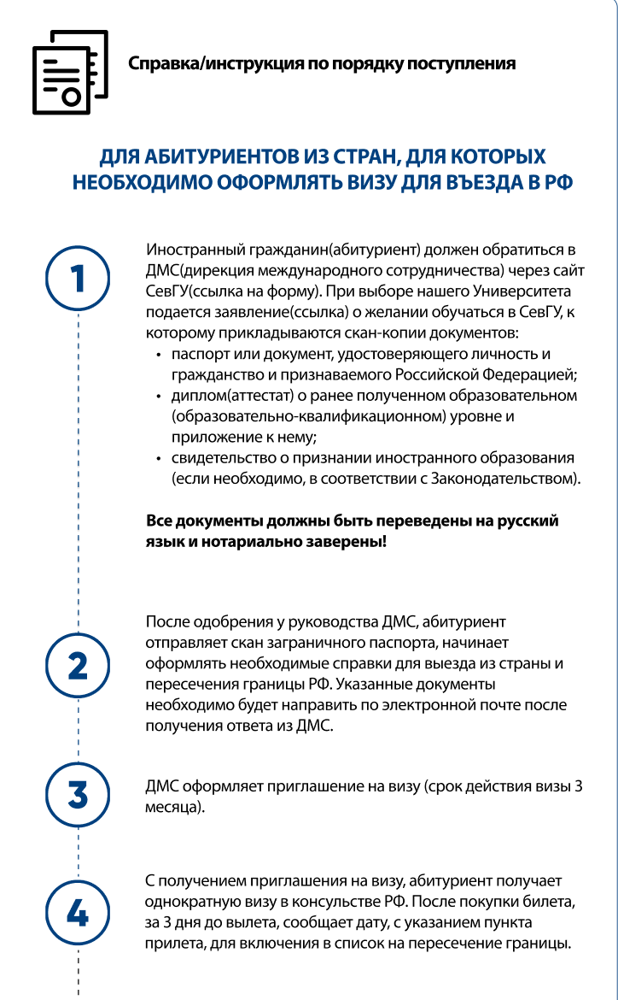 Справка/инструкция по порядку поступления
ДЛЯ АБИТУРИЕНТОВ ИЗ СТРАН, ДЛЯ КОТОРЫХ
НЕОБХОДИМО ОФОРМЛЯТЬ ВИЗУ ДЛЯ ВЪЕЗДА В РФ
1
Иностранный гражданин(абитуриент) должен обратиться в
ДМС(дирекция международного сотрудничества) через сайт
СевГУ(ссылка на форму). При выборе нашего Университета
подается заявление(ссылка) о желании обучаться в СевГУ, к
которому прикладываются скан-копии документов:
• паспорт или документ, удостоверяющего личность и
гражданство и признаваемого Российской Федерацией;
• диплом(аттестат) о ранее полученном образовательном
(образовательно-квалификационном) уровне и
приложение к нему;
• свидетельство о признании иностранного образования
(если необходимо, в соответствии с Законодательством).
Все документы должны быть переведены на русский
язык и нотариально заверены!
2
После одобрения у руководства ДМС, абитуриент
отправляет скан заграничного паспорта, начинает
оформлять необходимые справки для выезда из страны и
пересечения границы РФ. Указанные документы
необходимо будет направить по электронной почте после
получения ответа из ДМС.
3
ДМС оформляет приглашение на визу (срок действия визы 3
месяца).
4
С получением приглашения на визу, абитуриент получает
однократную визу в консульстве РФ. После покупки билета,
за 3 дня до вылета, сообщает дату, с указанием пункта
прилета, для включения в список на пересечение границы.